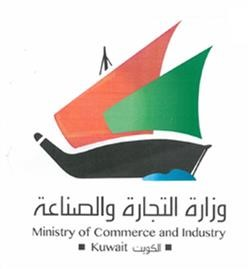 وزارة التجارة والصناعة
Ministry of Commerce and Industry
▪ Kuwait الكويت ▪